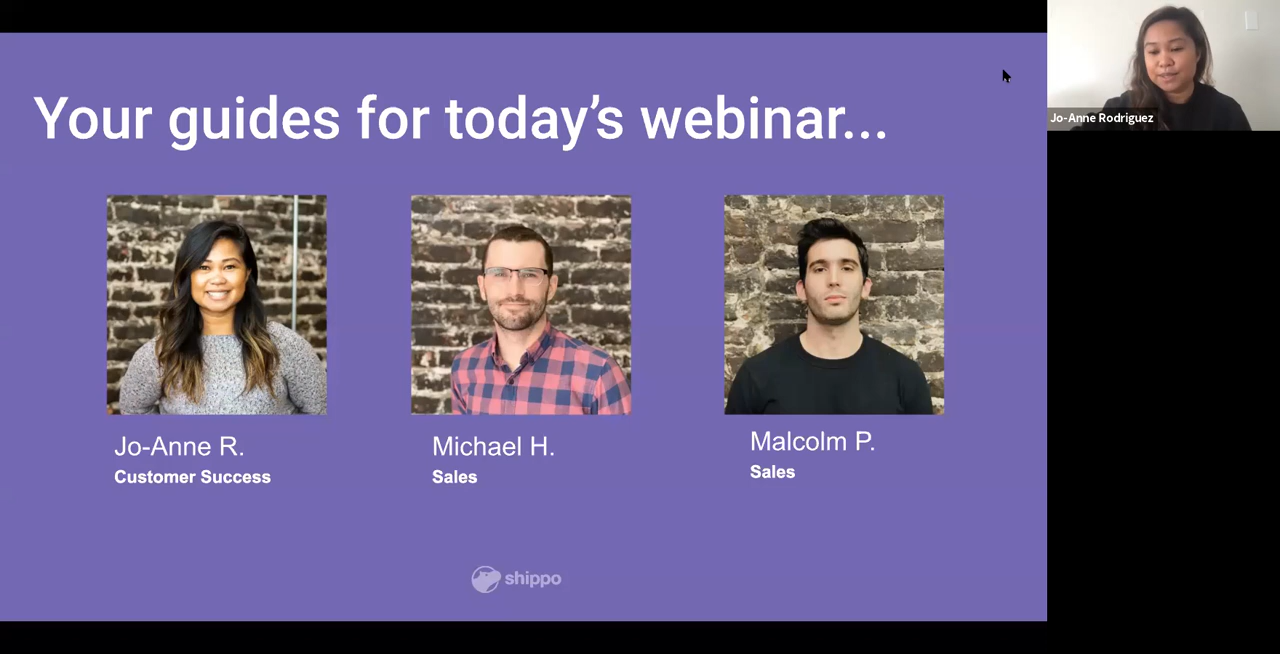 Your guides for today’s webinar...
Jo-Anne Rodriguez
Jo-Anne R.
Customer Success
Michael H.
Sales
Malcolm P.
Sales
shippo